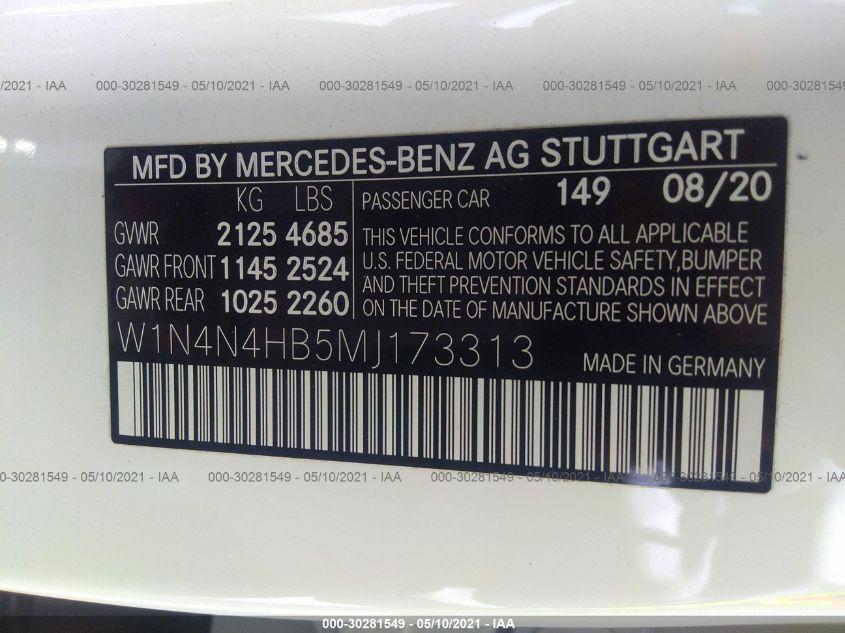 /2021 - IAA 000-30281549 - 05/10/2021 - IAA 000-30281549 - 05/10/2021 - IAA 000-30281549 - 05/10/2021 - IAA 000-30281549
MFD BY MERCEDES-BENZ AG STUTTGART
KG LBS
PASSENGER CAR 149 08/20
GVWR 2125 4685
GAWR FRONT 1145 2524
GAWR REAR 1025 2260
THIS VEHICLE CONFORMS TO ALL APPLICABLE
U.S. FEDERAL MOTOR VEHICLE SAFETY,BUMPER
AND THEFT PREVENTION STANDARDS IN EFFECT
ON THE DATE OF MANUFACTURE SHOWN ABOVE
W1N4N4HB5MJ173313
MADE IN GERMANY
- 05/10/2021 - IAA 000-30281549 - 05/10/2021 - IAA 000-30281549 - 05/10/2021 - IAA 000-30281549 - 05/10/2021 - IAA
000-30281549 - 05/10/2021 - IAA